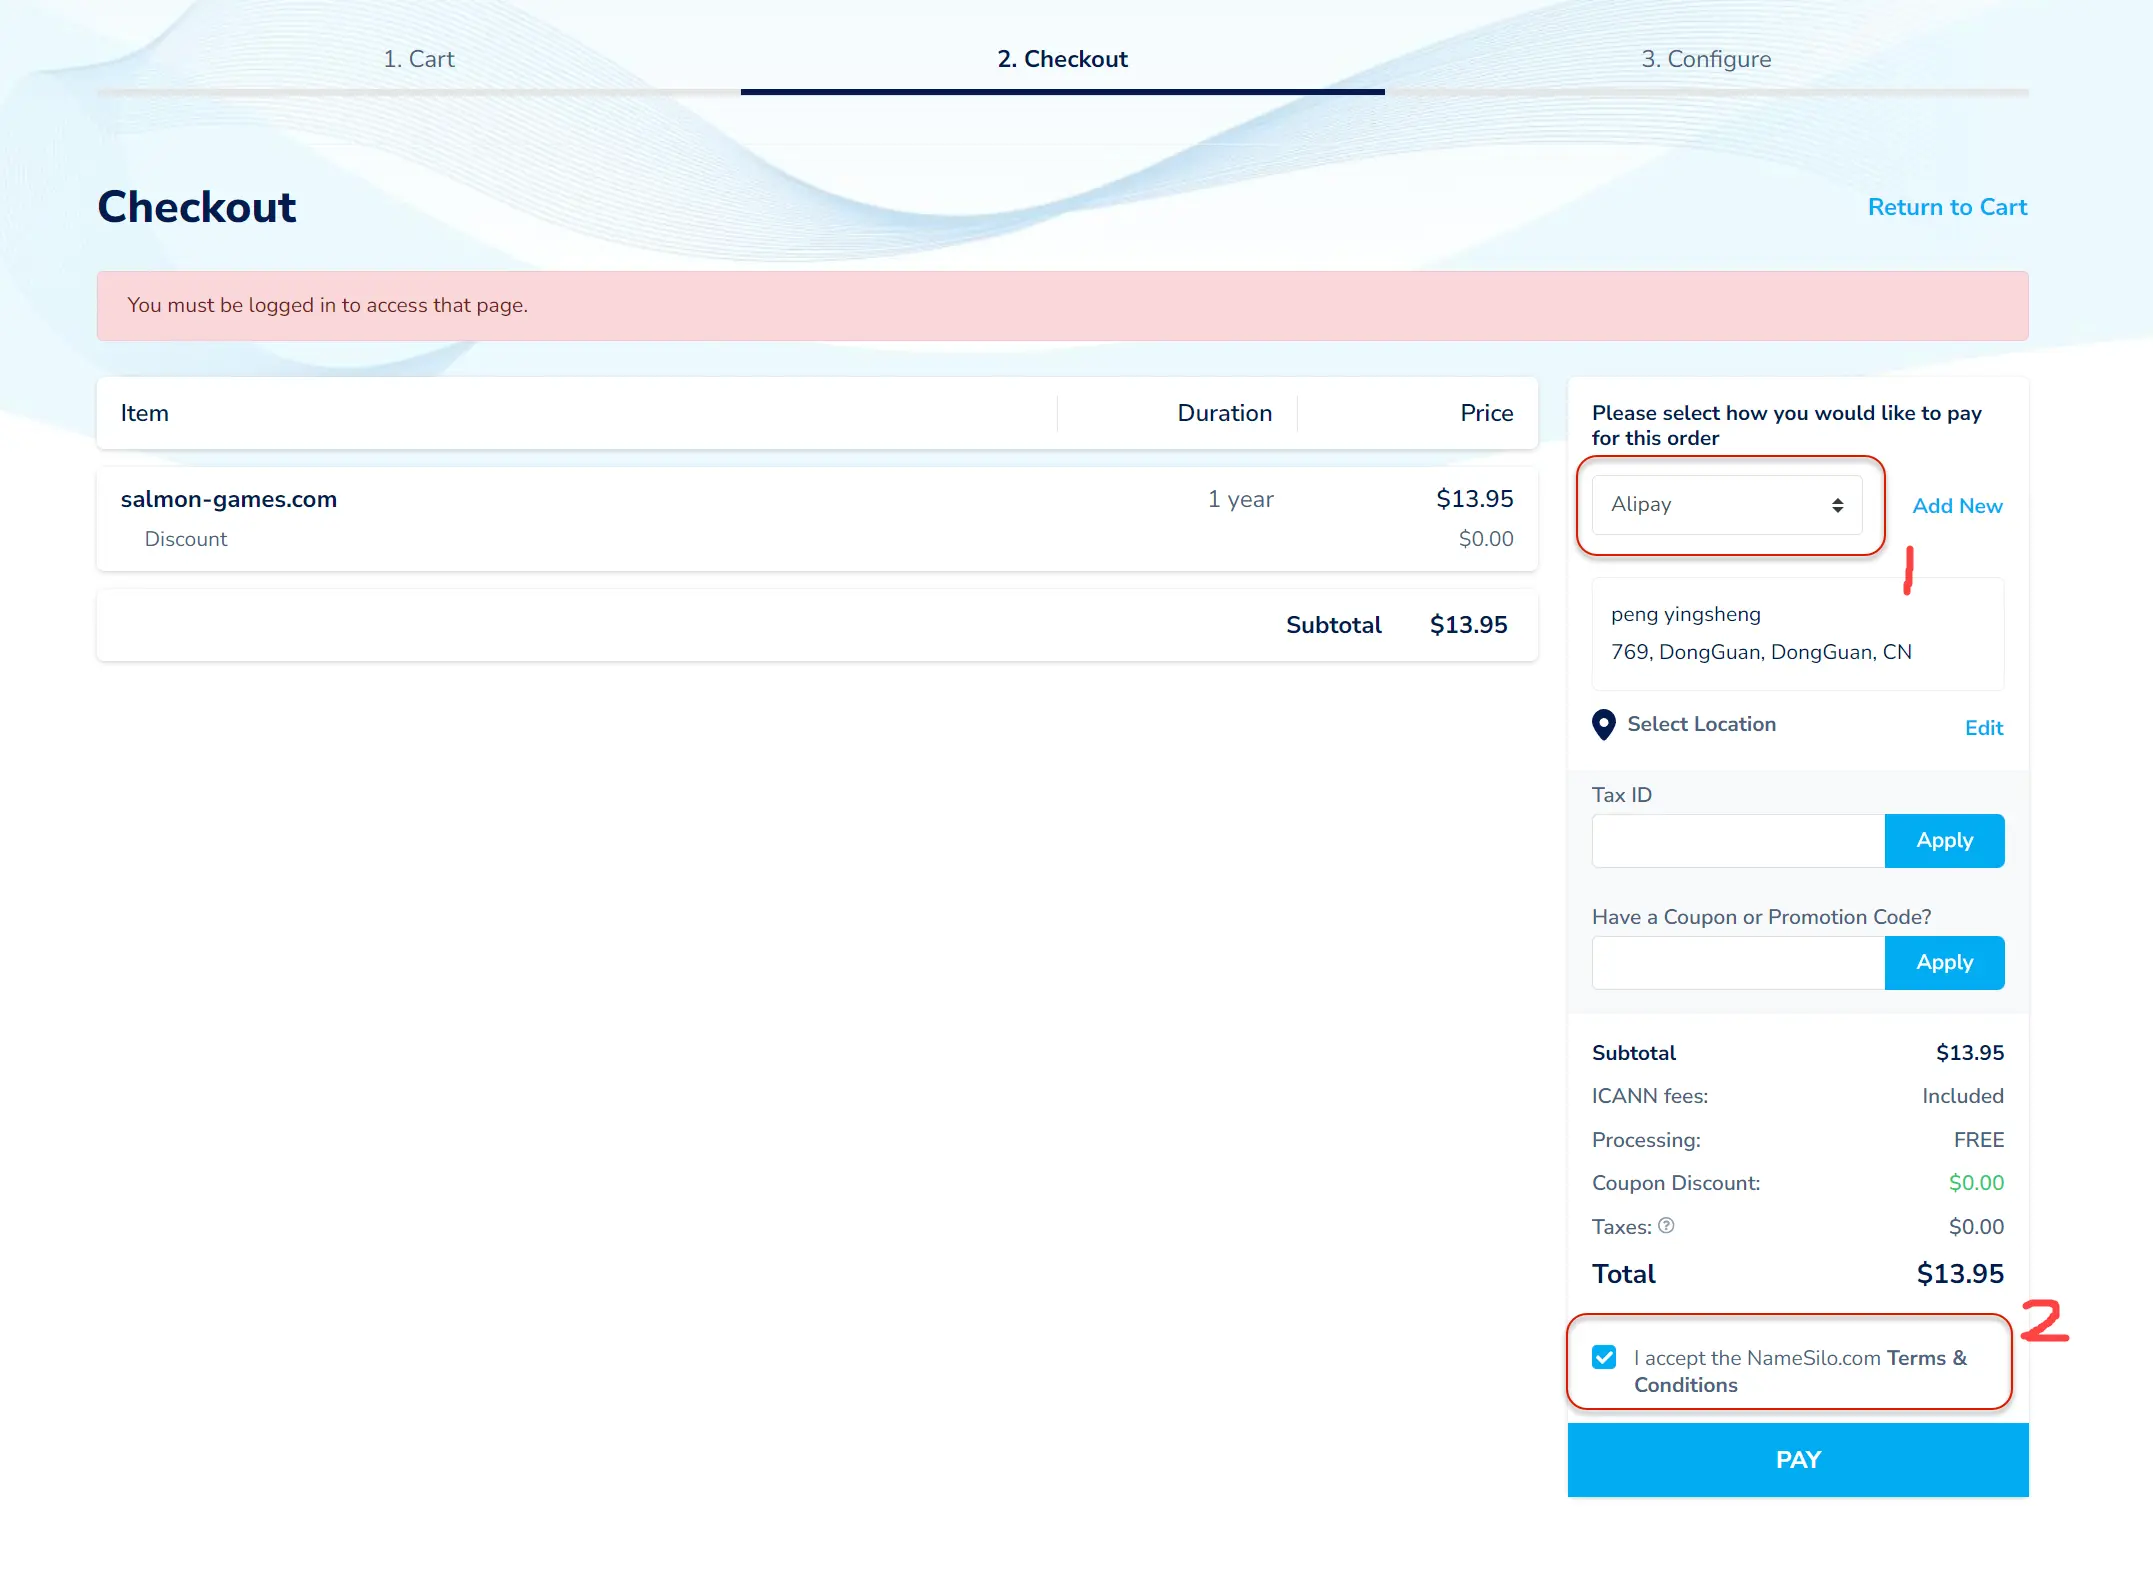 1. Cart
2. Checkout
3. Configure
Checkout
Return to Cart
You must be logged in to access that page.
Item Duration Price
salmon-games.com 1 year $13.95
Discount $0.00
Subtotal $13.95
Please select how you would like to pay
for this order
Alipay
Add New
1
peng yingsheng
769, DongGuan, DongGuan, CN
Select Location
Edit
Tax ID
Apply
Have a Coupon or Promotion Code?
Apply
Subtotal $13.95
ICANN fees: Included
Processing: FREE
Coupon Discount: $0.00
Taxes: ? $0.00
Total $13.95
2
I accept the NameSilo.com Terms &
Conditions
PAY